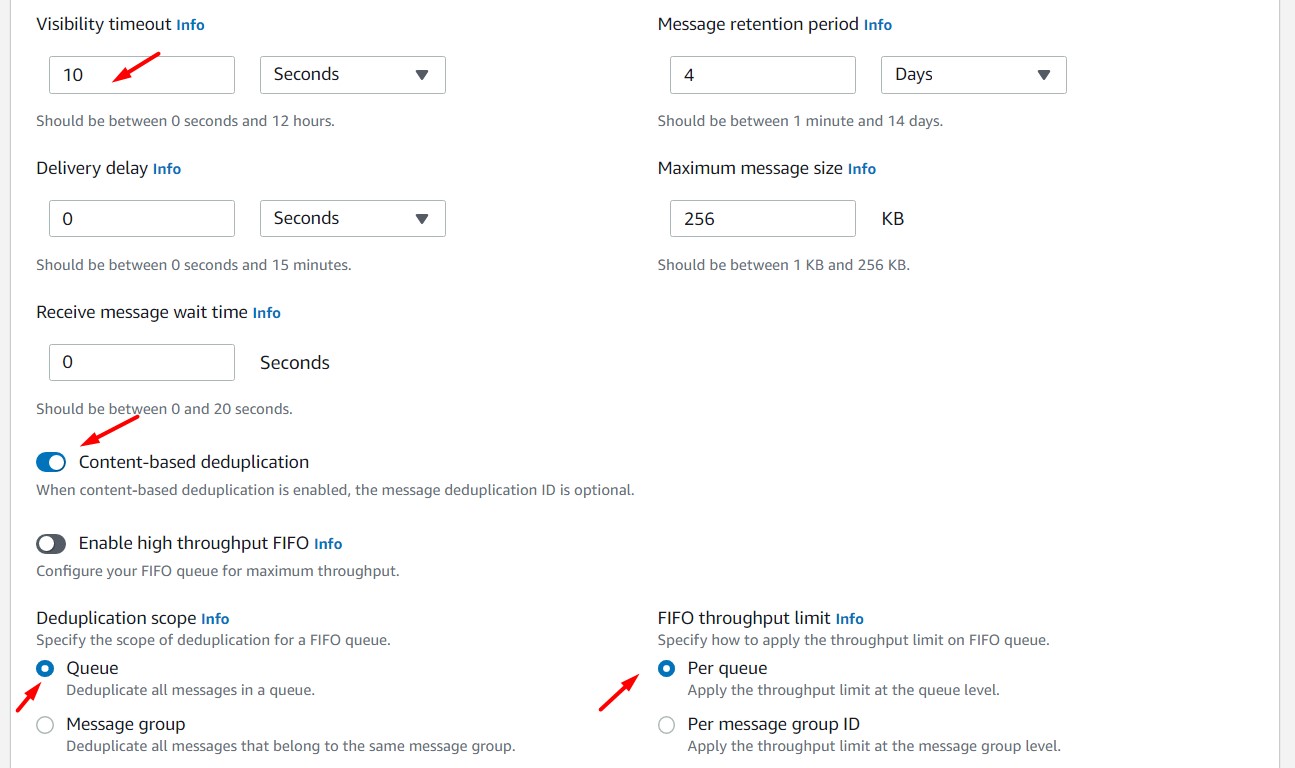 Visibility timeout Info
Message retention period Info
10 Seconds
4 Days
Should be between 0 seconds and 12 hours.
Should be between 1 minute and 14 days.
Delivery delay Info
Maximum message size Info
0 Seconds
256 KB
Should be between 0 seconds and 15 minutes.
Should be between 1 KB and 256 KB.
Receive message wait time Info
0 Seconds
Should be between 0 and 20 seconds.
Content-based deduplication
When content-based deduplication is enabled, the message deduplication ID is optional.
Enable high throughput FIFO Info
Configure your FIFO queue for maximum throughput.
Deduplication scope Info
Specify the scope of deduplication for a FIFO queue.
Queue
Deduplicate all messages in a queue.
Message group
Deduplicate all messages that belong to the same message group.
FIFO throughput limit Info
Specify how to apply the throughput limit on FIFO queue.
Per queue
Apply the throughput limit at the queue level.
Per message group ID
Apply the throughput limit at the message group level.